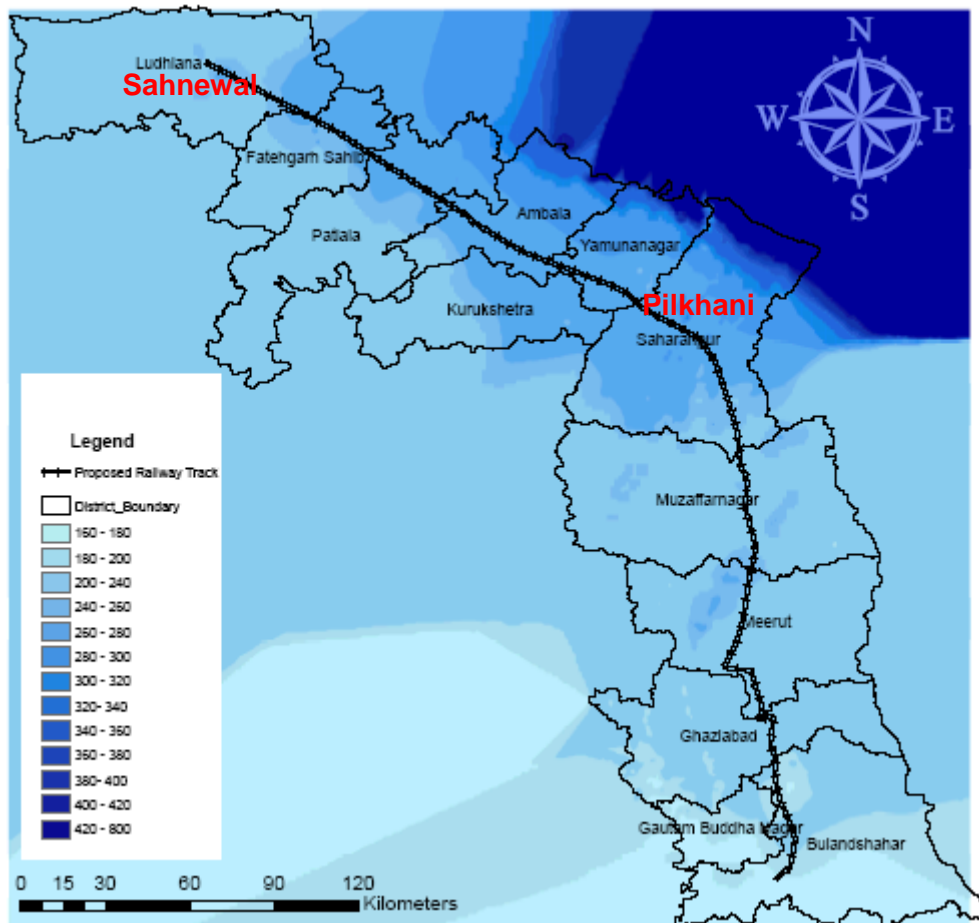 N
W E
S
Ludhiana
Sahnewal
Fatehgarh Sahib
Ambala
Patiala
Yamunanagar
Kurukshetra
Pilkhani
Saharanpur
Muzaffarnagar
Meerut
Ghaziabad
Gautam Buddha Nagar
Bulandshahar
Legend
Proposed Railway Track
District_Boundary
160 - 180
180 - 200
200 - 240
240 - 260
260 - 280
280 - 300
300 - 320
320- 340
340 - 360
360 - 380
380- 400
400 - 420
420 - 800
0 15 30 60 90 120
Kilometers